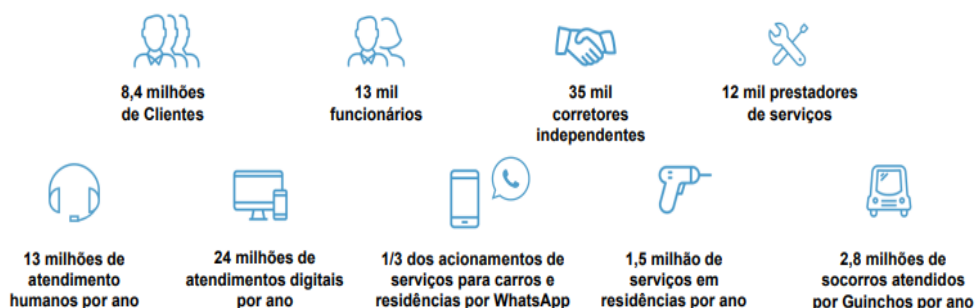 8,4 milhões
de Clientes
13 mil
funcionários
35 mil
corretores
independentes
12 mil prestadores
de serviços
13 milhões de
atendimento
humanos por ano
24 milhões de
atendimentos digitais
por ano
1/3 dos acionamentos de
serviços para carros e
residências por WhatsApp
1,5 milhão de
serviços em
residências por ano
2,8 milhões de
socorros atendidos
por Guinchos por ano